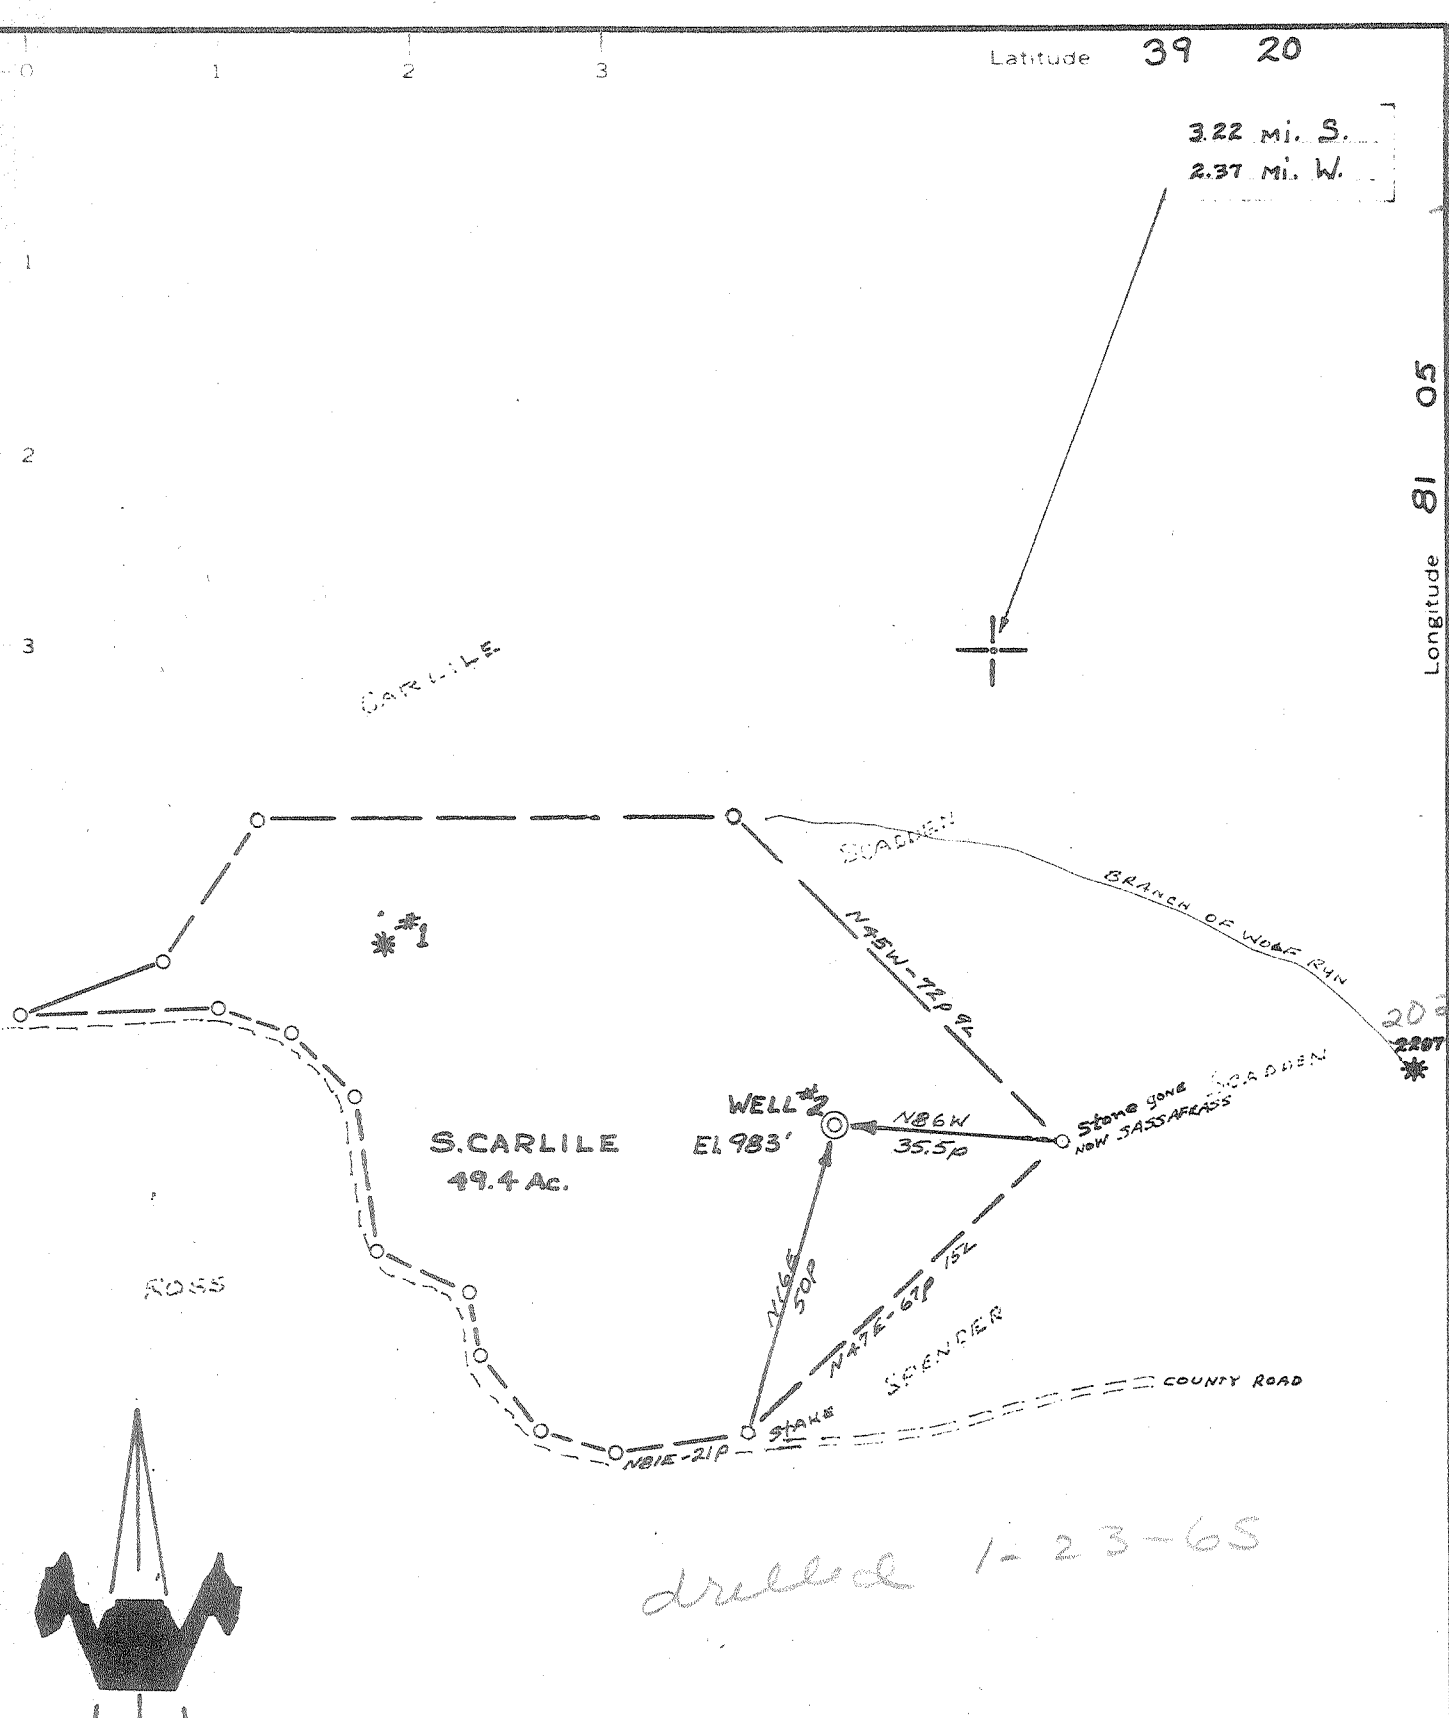 0 1 2 3 Latitude 39 20
3.22 Mi. S.
2.37 Mi. W.
1
Longitude 81 05
2
3
CARLILE
SCADDEN
BRANCH OF WOLF RUN
#1
N45W-72P 9L
2207
SCADDEN
Stone gone
NOW SASSAFRASS
WELL #2
El. 983'
N86W
35.5p
S. CARLILE
49.4 Ac.
ROSS
N16E
50P
N47E-67P 15L
SPENCER
COUNTY ROAD
STAKE
N81E-21P
drilled 1-23-65